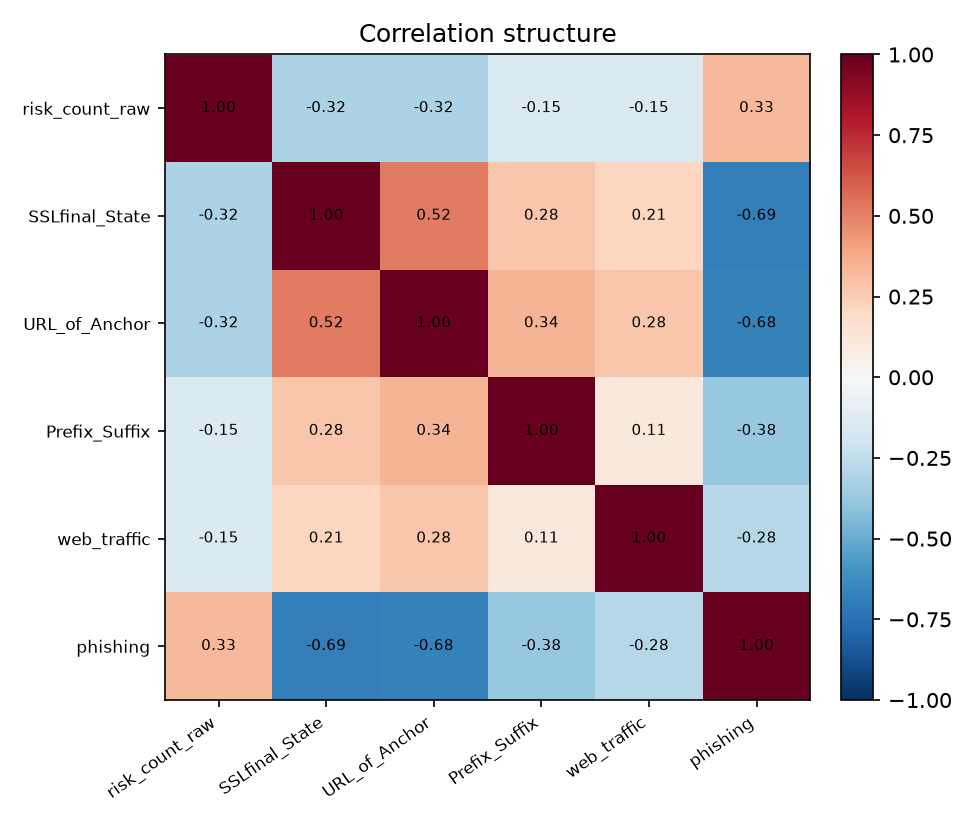 Correlation structure
risk_count_raw 1.00 -0.32 -0.32 -0.15 -0.15 0.33
SSLfinal_State -0.32 1.00 0.52 0.28 0.21 -0.69
URL_of_Anchor -0.32 0.52 1.00 0.34 0.28 -0.68
Prefix_Suffix -0.15 0.28 0.34 1.00 0.11 -0.38
web_traffic -0.15 0.21 0.28 0.11 1.00 -0.28
phishing 0.33 -0.69 -0.68 -0.38 -0.28 1.00
risk_count_raw SSLfinal_State URL_of_Anchor Prefix_Suffix web_traffic phishing
1.00
0.75
0.50
0.25
0.00
−0.25
−0.50
−0.75
−1.00